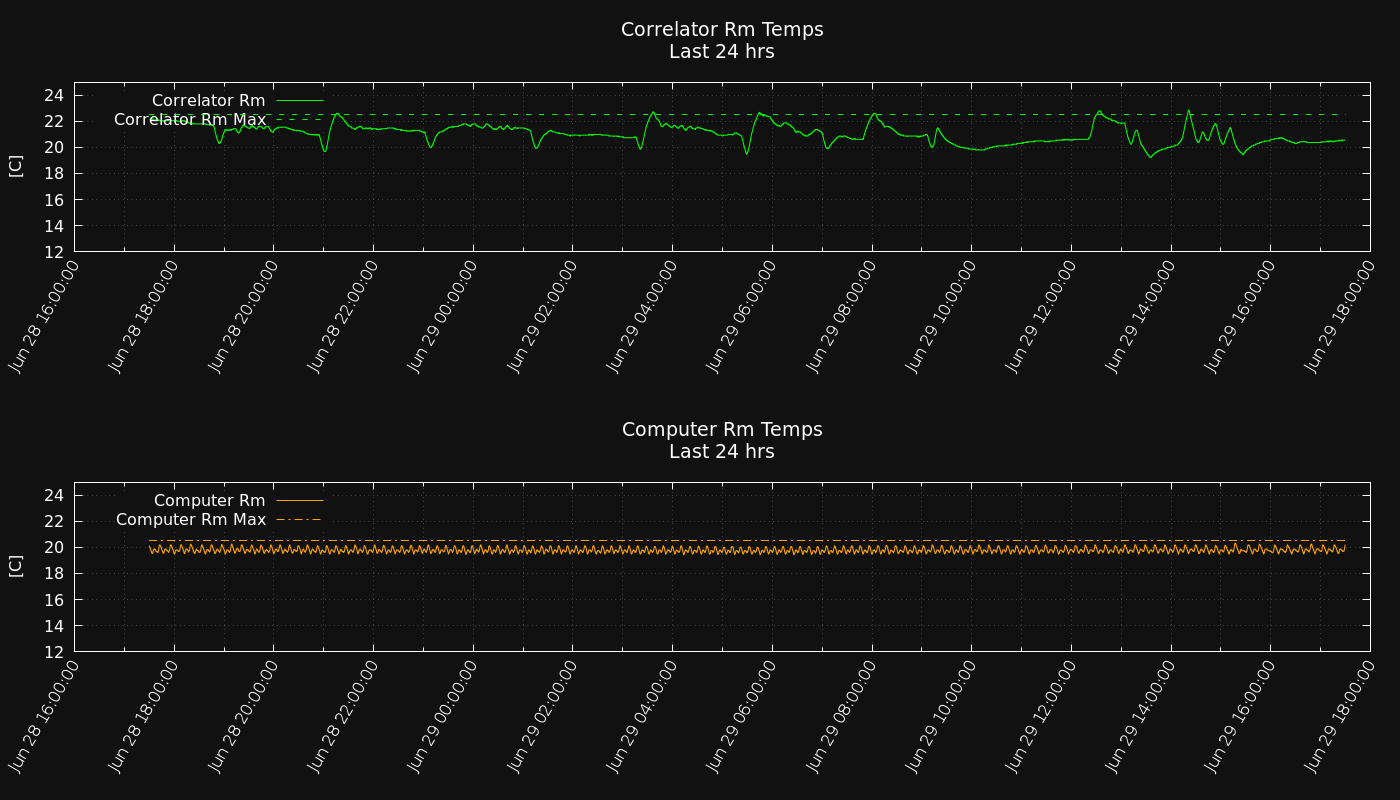 Correlator Rm Temps
Last 24 hrs
Correlator Rm
Correlator Rm Max
24
22
20
18
16
14
12
[C]
Jun 28 16:00:00
Jun 28 18:00:00
Jun 28 20:00:00
Jun 28 22:00:00
Jun 29 00:00:00
Jun 29 02:00:00
Jun 29 04:00:00
Jun 29 06:00:00
Jun 29 08:00:00
Jun 29 10:00:00
Jun 29 12:00:00
Jun 29 14:00:00
Jun 29 16:00:00
Jun 29 18:00:00
Computer Rm Temps
Last 24 hrs
Computer Rm
Computer Rm Max
24
22
20
18
16
14
12
[C]
Jun 28 16:00:00
Jun 28 18:00:00
Jun 28 20:00:00
Jun 28 22:00:00
Jun 29 00:00:00
Jun 29 02:00:00
Jun 29 04:00:00
Jun 29 06:00:00
Jun 29 08:00:00
Jun 29 10:00:00
Jun 29 12:00:00
Jun 29 14:00:00
Jun 29 16:00:00
Jun 29 18:00:00